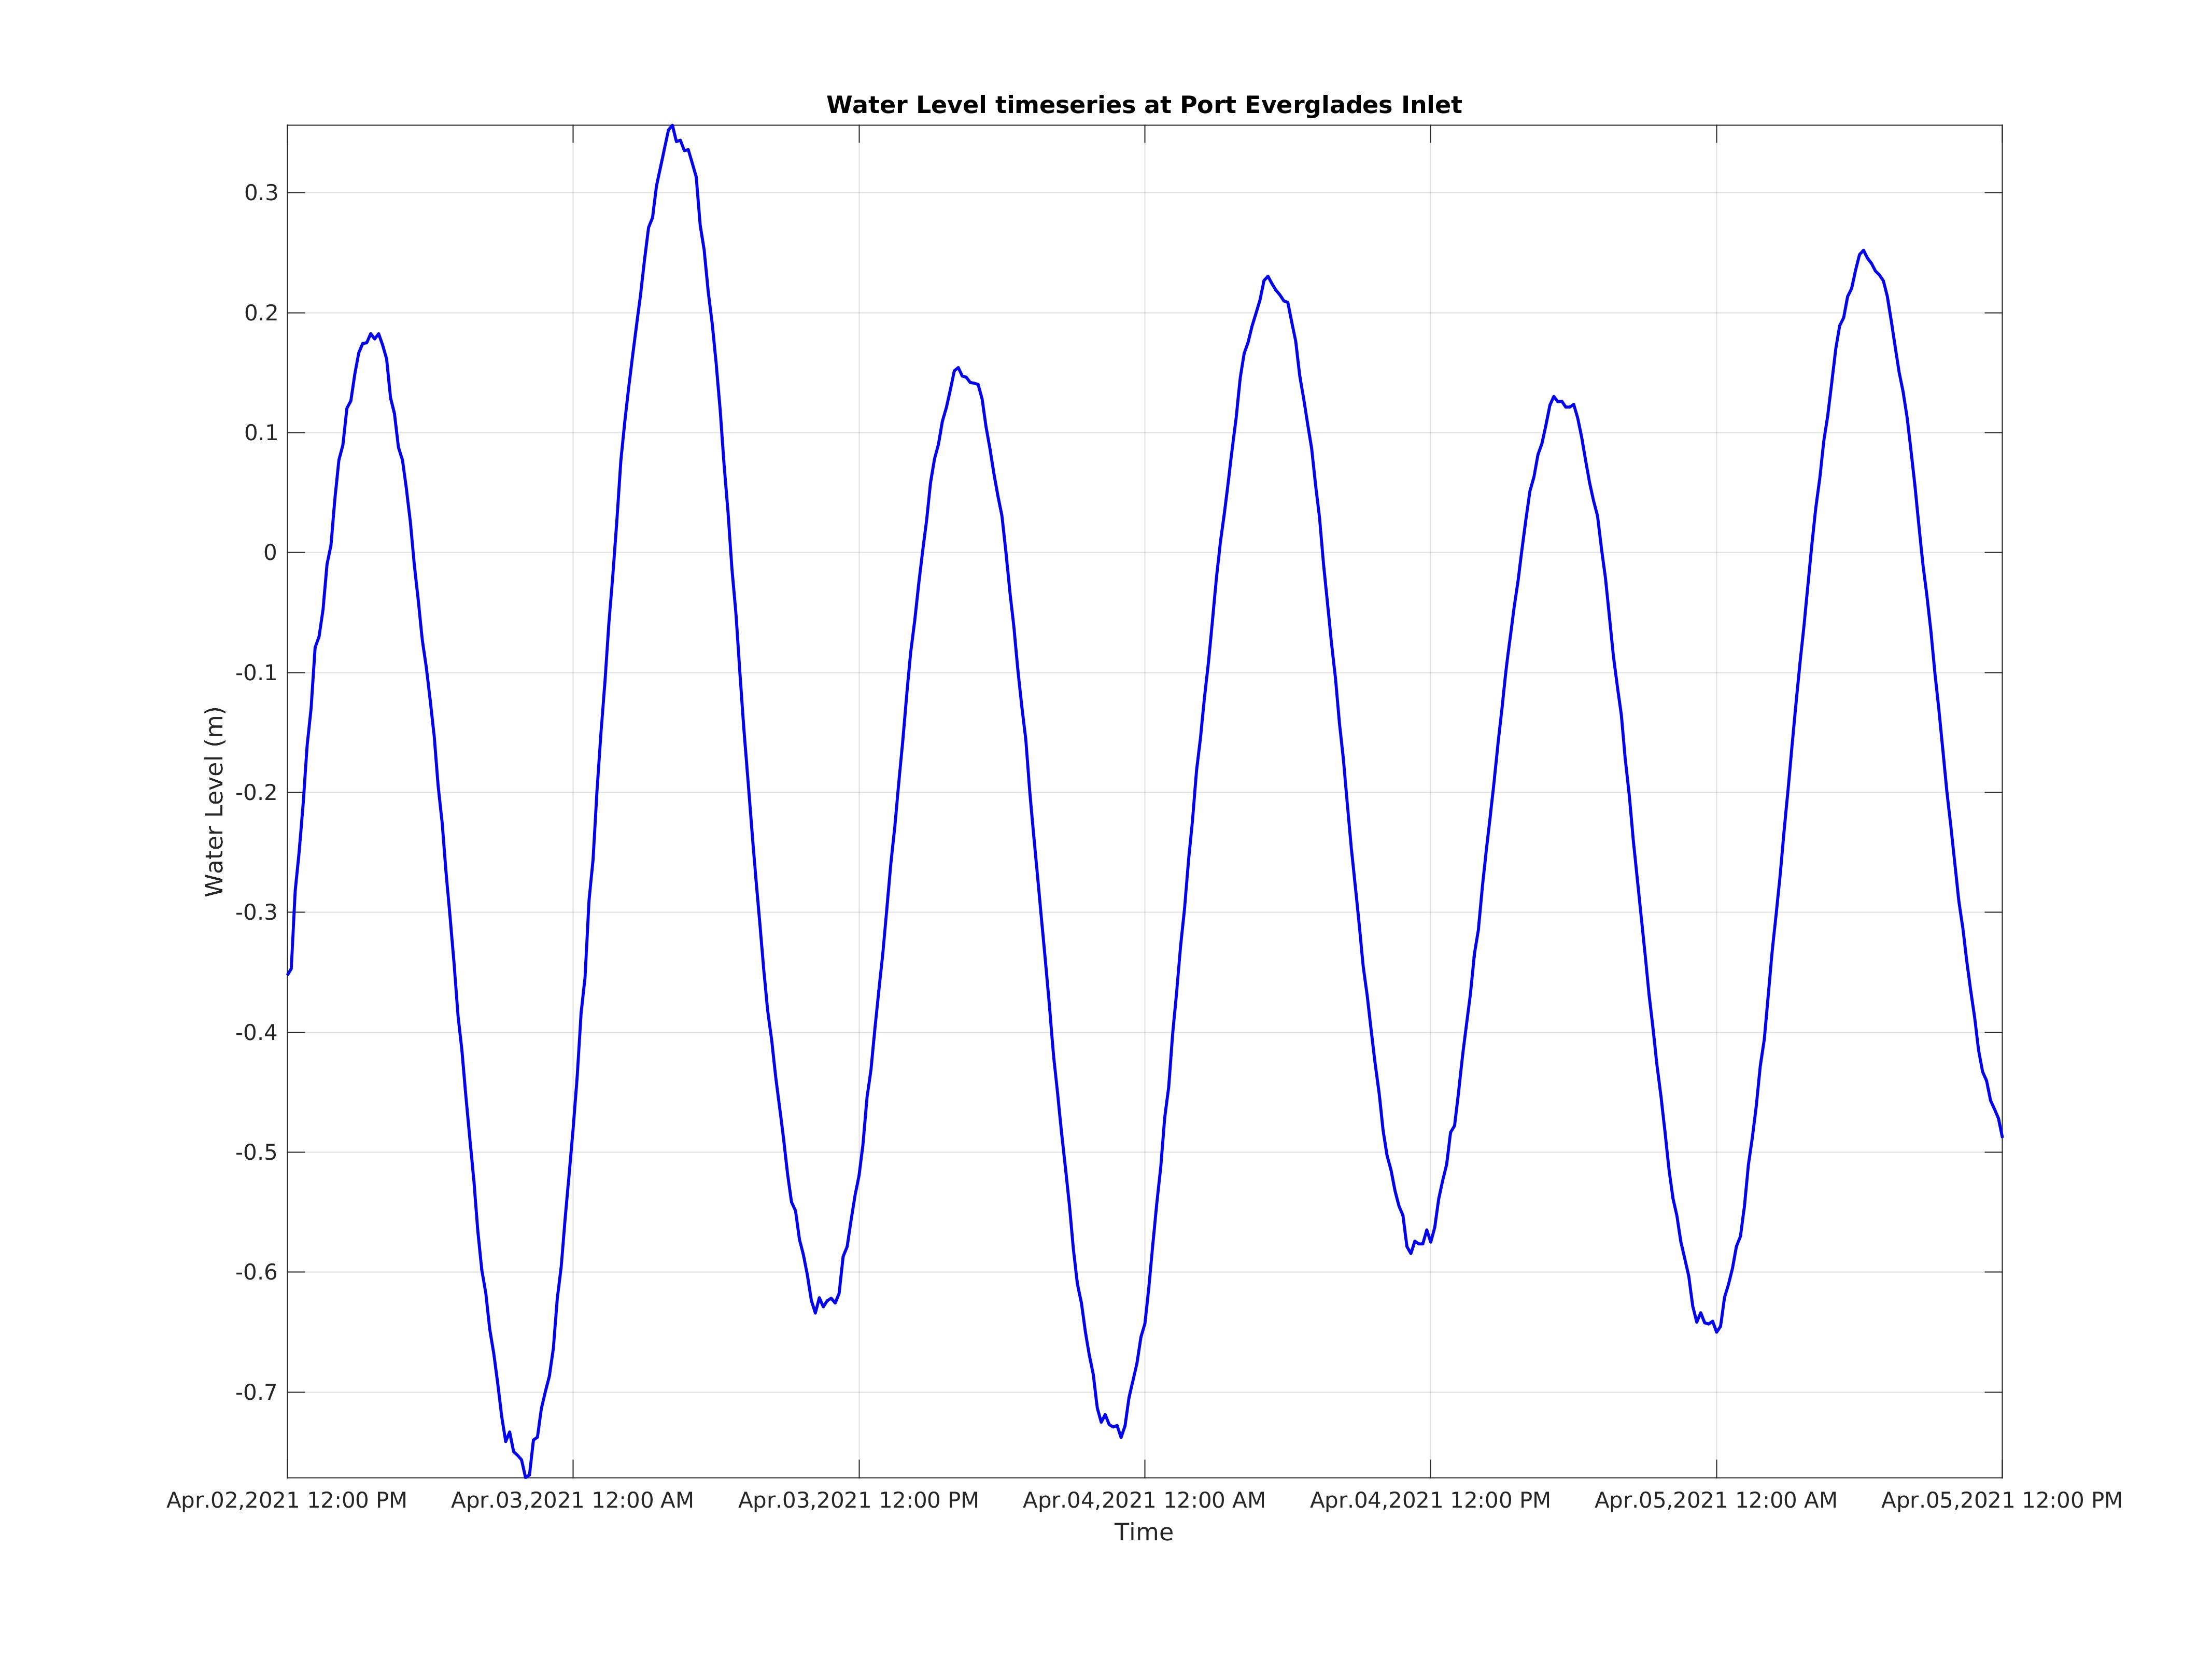 Water Level timeseries at Port Everglades Inlet
0.3
0.2
0.1
0
-0.1
-0.2
-0.3
-0.4
-0.5
-0.6
-0.7
Water Level (m)
Apr.02,2021 12:00 PM Apr.03,2021 12:00 AM Apr.03,2021 12:00 PM Apr.04,2021 12:00 AM Apr.04,2021 12:00 PM Apr.05,2021 12:00 AM Apr.05,2021 12:00 PM
Time